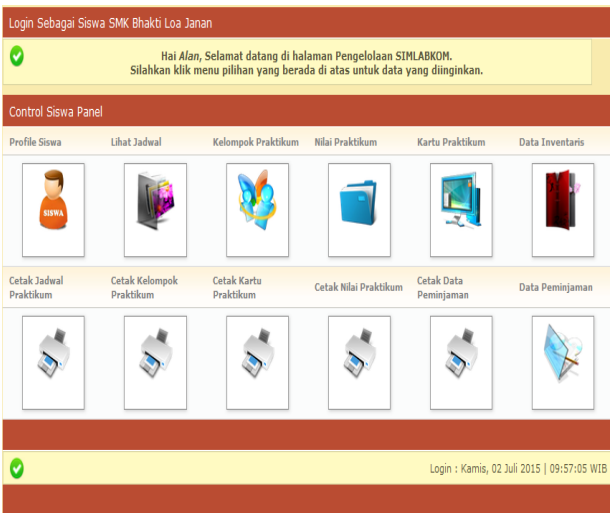 Login Sebagai Siswa SMK Bhakti Loa Janan
Hai Alan, Selamat datang di halaman Pengelolaan SIMLABKOM.
Silahkan klik menu pilihan yang berada di atas untuk data yang diinginkan.
Control Siswa Panel
Profile Siswa
Lihat Jadwal
Kelompok Praktikum
Nilai Praktikum
Kartu Praktikum
Data Inventaris
SISWA
Cetak Jadwal
Praktikum
Cetak Kelompok
Praktikum
Cetak Kartu
Praktikum
Cetak Nilai Praktikum
Cetak Data
Peminjaman
Data Peminjaman
Login : Kamis, 02 Juli 2015 | 09:57:05 WIB